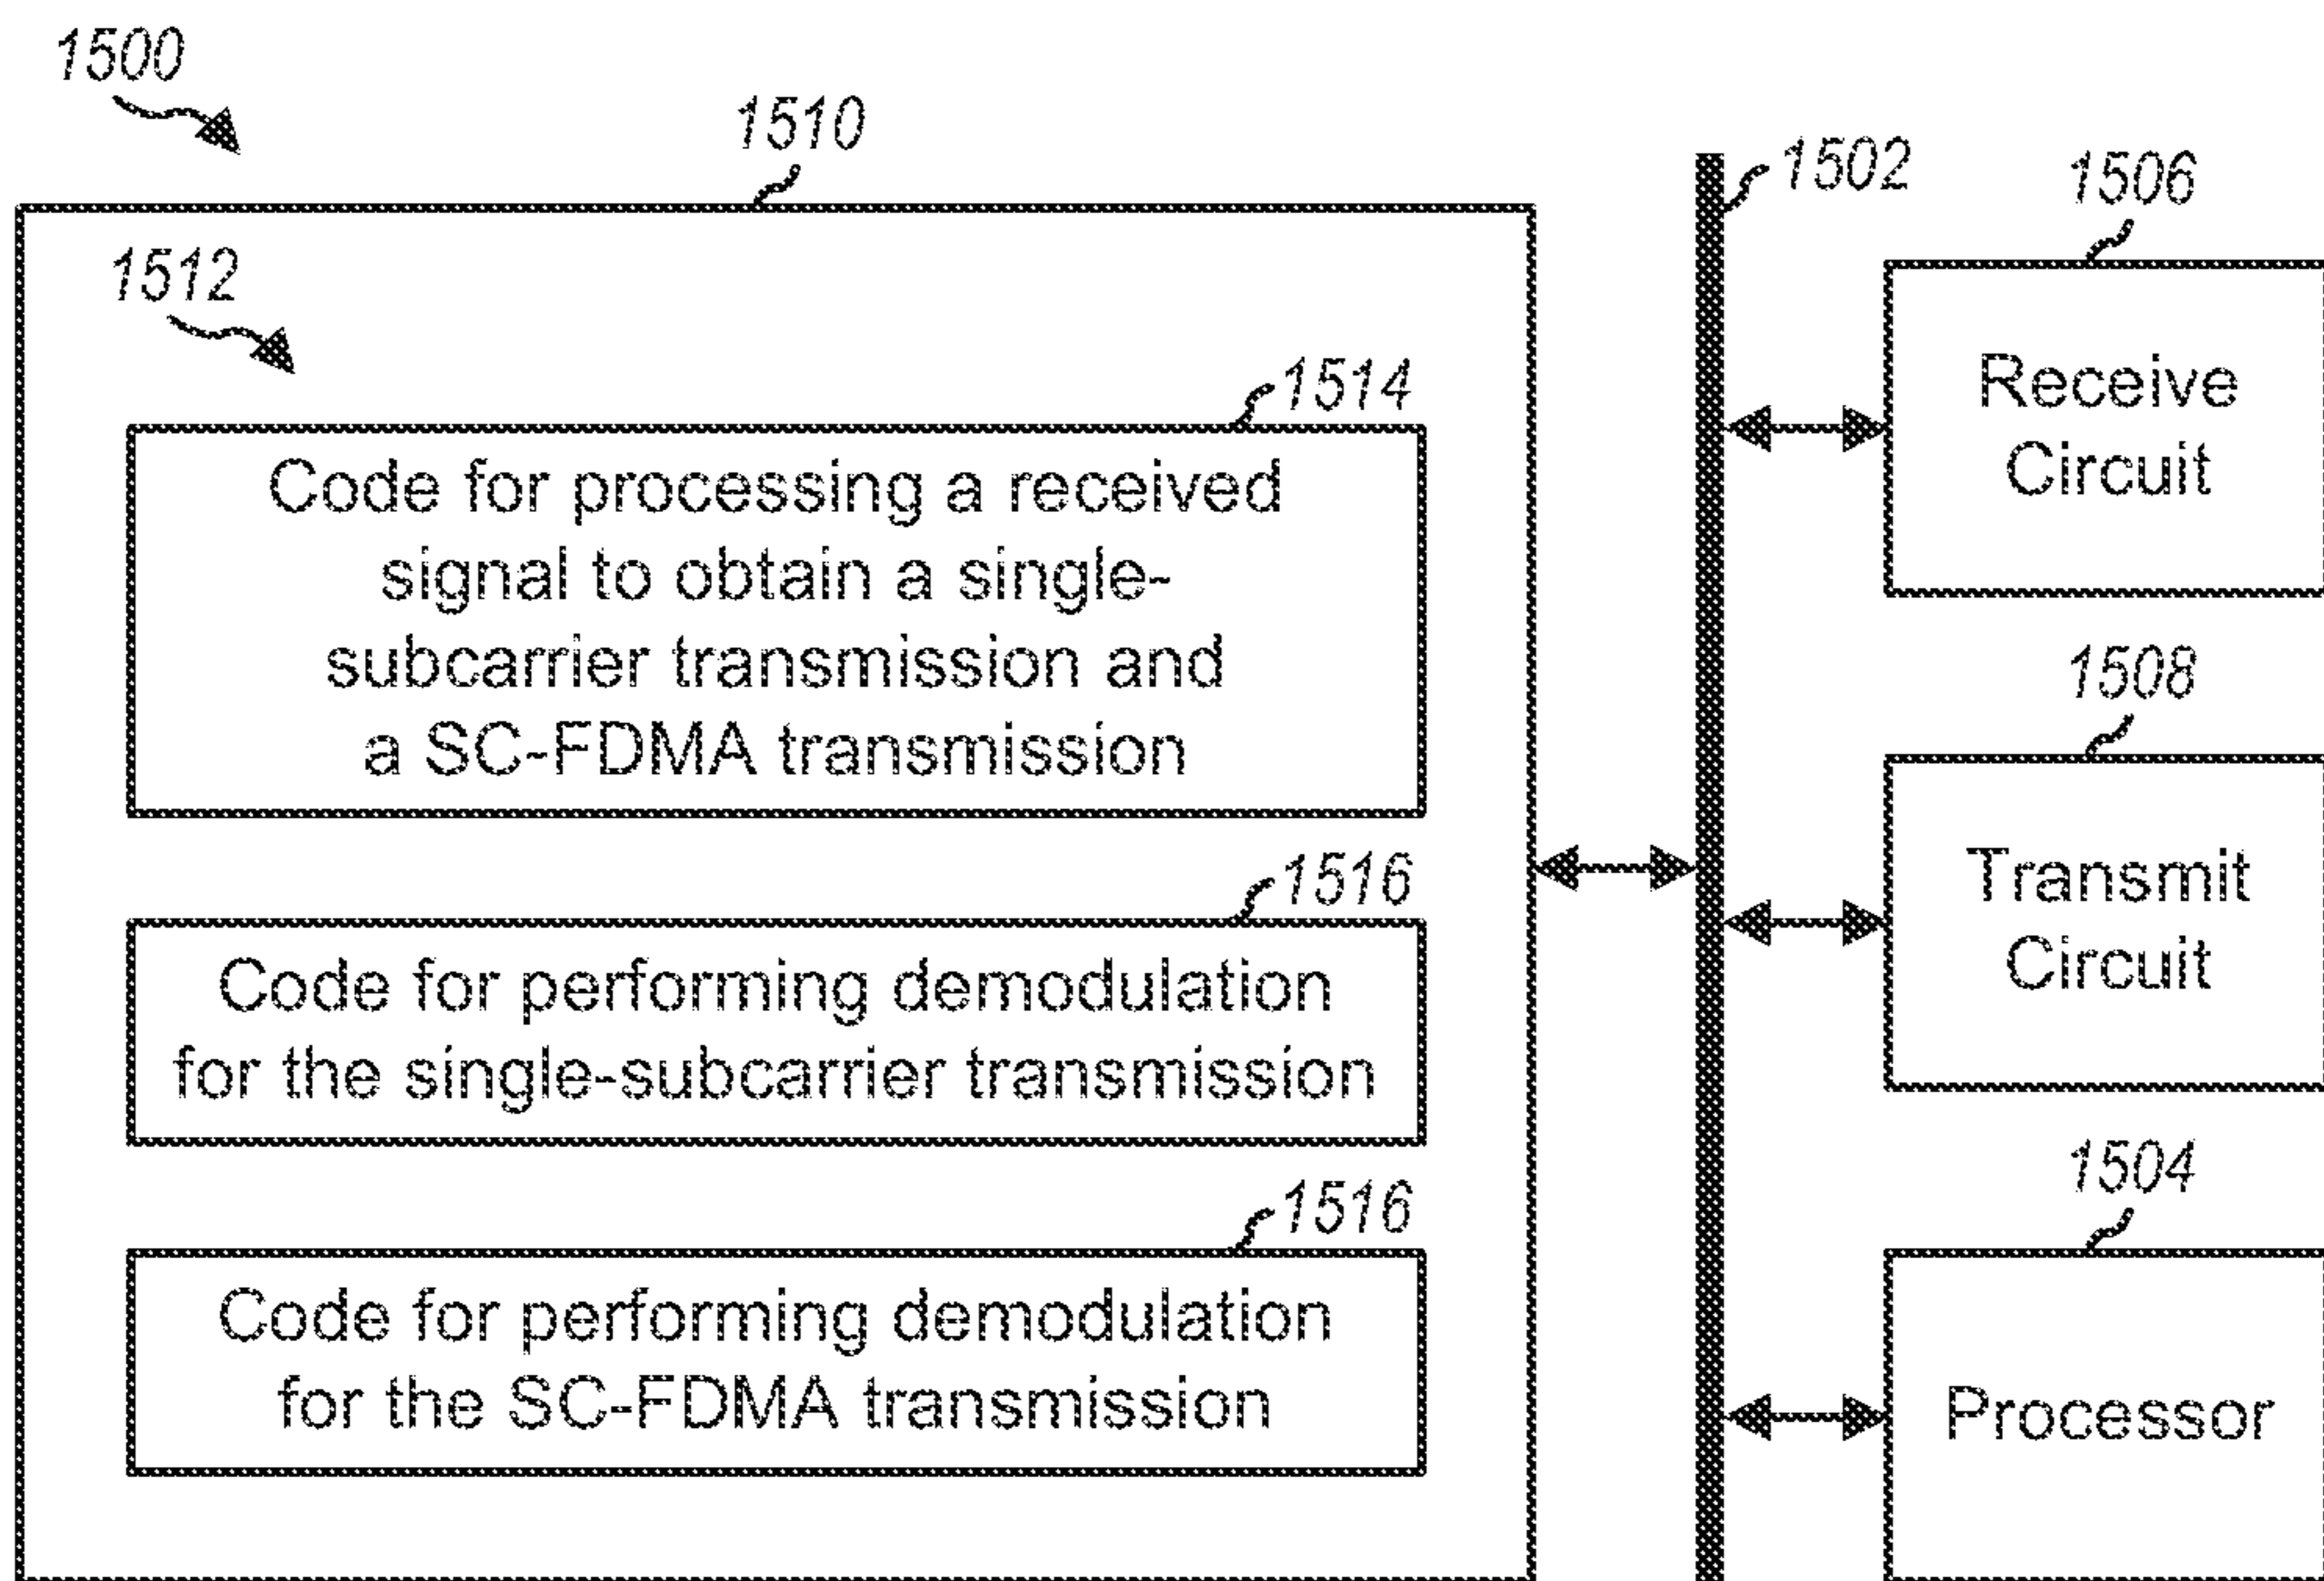 1500
1510
1512
1514
Code for processing a received
signal to obtain a single-
subcarrier transmission and
a SC-FDMA transmission
1516
Code for performing demodulation
for the single-subcarrier transmission
1516
Code for performing demodulation
for the SC-FDMA transmission
1502
1506
Receive
Circuit
1508
Transmit
Circuit
1504
Processor